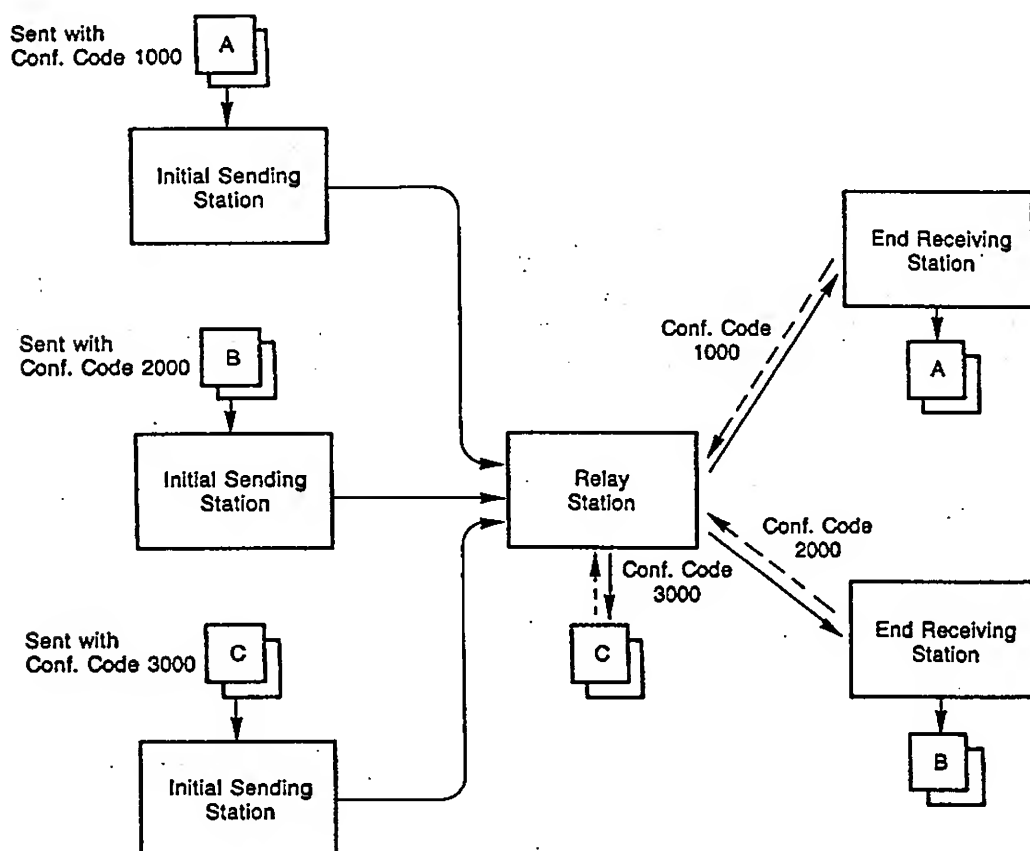 Sent with
Conf. Code 1000
A
Initial Sending
Station
End Receiving
Station
Conf. Code
1000
A
Sent with
Conf. Code 2000
B
Initial Sending
Station
Relay
Station
Conf. Code
2000
Conf. Code
3000
C
End Receiving
Station
B
Sent with
Conf. Code 3000
C
Initial Sending
Station